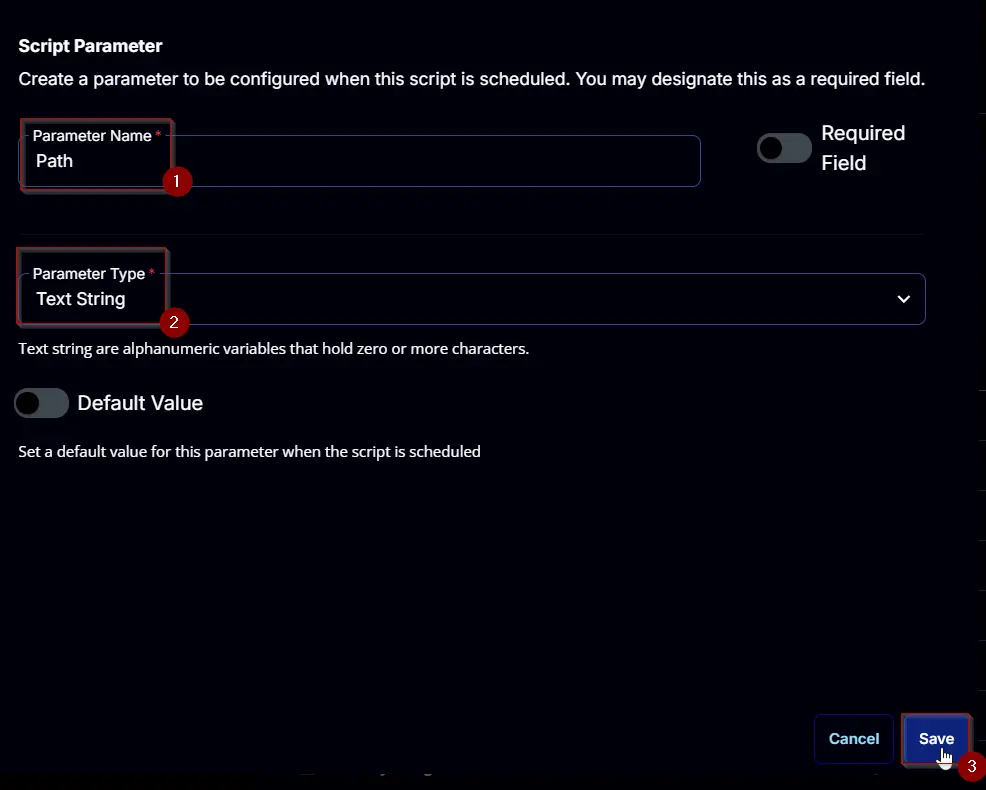 Script Parameter
Create a parameter to be configured when this script is scheduled. You may designate this as a required field.
Parameter Name *
Path
1
Required
Field
Parameter Type *
Text String
2
Text string are alphanumeric variables that hold zero or more characters.
Default Value
Set a default value for this parameter when the script is scheduled
Cancel
Save
3